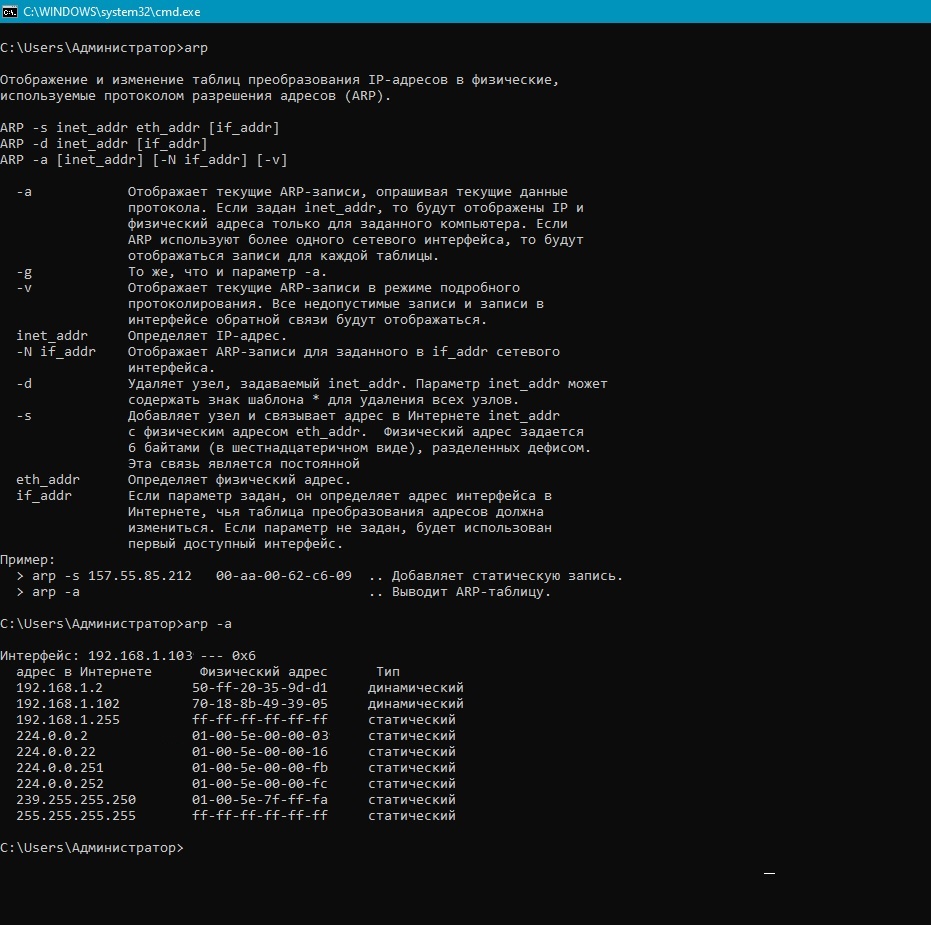 C:\WINDOWS\system32\cmd.exe
C:\Users\Администратор>arp
Отображение и изменение таблиц преобразования IP-адресов в физические,
используемые протоколом разрешения адресов (ARP).
ARP -s inet_addr eth_addr [if_addr]
ARP -d inet_addr [if_addr]
ARP -a [inet_addr] [-N if_addr] [-v]
-a Отображает текущие ARP-записи, опрашивая текущие данные
протокола. Если задан inet_addr, то будут отображены IP и
физический адреса только для заданного компьютера. Если
ARP используют более одного сетевого интерфейса, то будут
отображаться записи для каждой таблицы.
-g То же, что и параметр -a.
-v Отображает текущие ARP-записи в режиме подробного
протоколирования. Все недопустимые записи и записи в
интерфейсе обратной связи будут отображаться.
inet_addr Определяет IP-адрес.
-N if_addr Отображает ARP-записи для заданного в if_addr сетевого
интерфейса.
-d Удаляет узел, задаваемый inet_addr. Параметр inet_addr может
содержать знак шаблона * для удаления всех узлов.
-s Добавляет узел и связывает адрес в Интернете inet_addr
с физическим адресом eth_addr. Физический адрес задается
6 байтами (в шестнадцатеричном виде), разделенных дефисом.
Эта связь является постоянной
eth_addr Определяет физический адрес.
if_addr Если параметр задан, он определяет адрес интерфейса в
Интернете, чья таблица преобразования адресов должна
измениться. Если параметр не задан, будет использован
первый доступный интерфейс.
Пример:
> arp -s 157.55.85.212 00-aa-00-62-c6-09 .. Добавляет статическую запись.
> arp -a .. Выводит ARP-таблицу.
C:\Users\Администратор>arp -a
Интерфейс: 192.168.1.103 --- 0x6
адрес в Интернете Физический адрес Тип
192.168.1.2 50-ff-20-35-9d-d1 динамический
192.168.1.102 70-18-8b-49-39-05 динамический
192.168.1.255 ff-ff-ff-ff-ff-ff статический
224.0.0.2 01-00-5e-00-00-03 статический
224.0.0.22 01-00-5e-00-00-16 статический
224.0.0.251 01-00-5e-00-00-fb статический
224.0.0.252 01-00-5e-00-00-fc статический
239.255.255.250 01-00-5e-7f-ff-fa статический
255.255.255.255 ff-ff-ff-ff-ff-ff статический
C:\Users\Администратор>